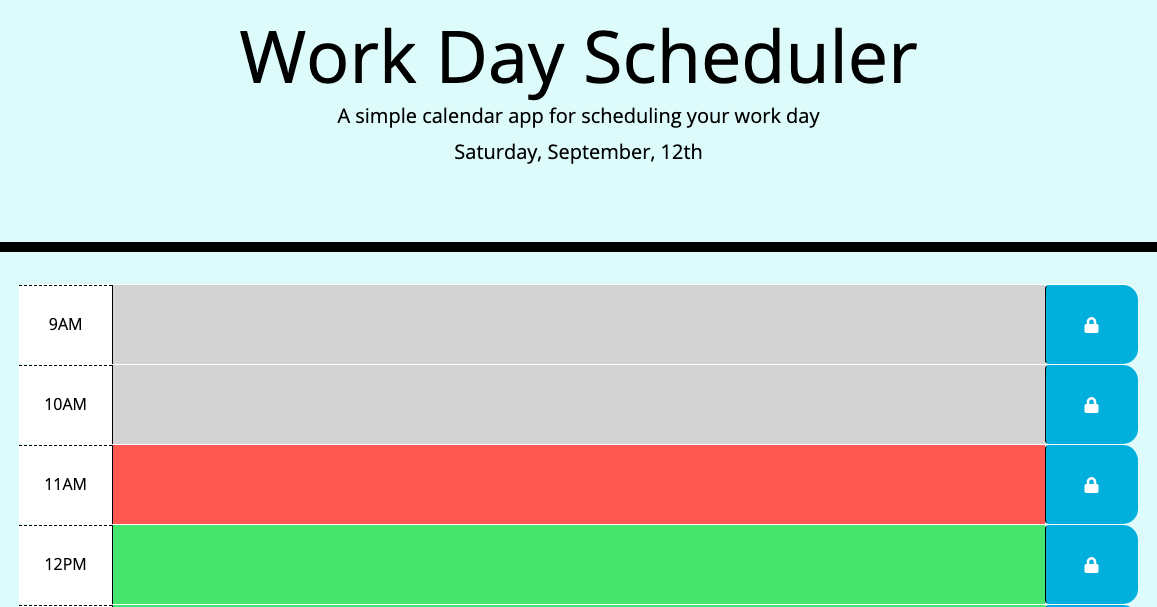 Work Day Scheduler
A simple calendar app for scheduling your work day
Saturday, September, 12th
9AM
10AM
11AM
12PM